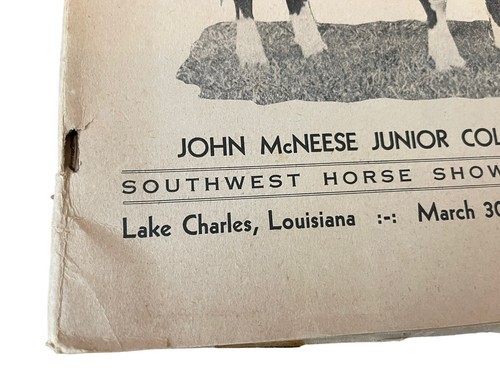 JOHN McNEESE JUNIOR COL
SOUTHWEST HORSE SHOW
Lake Charles, Louisiana :-: March 30